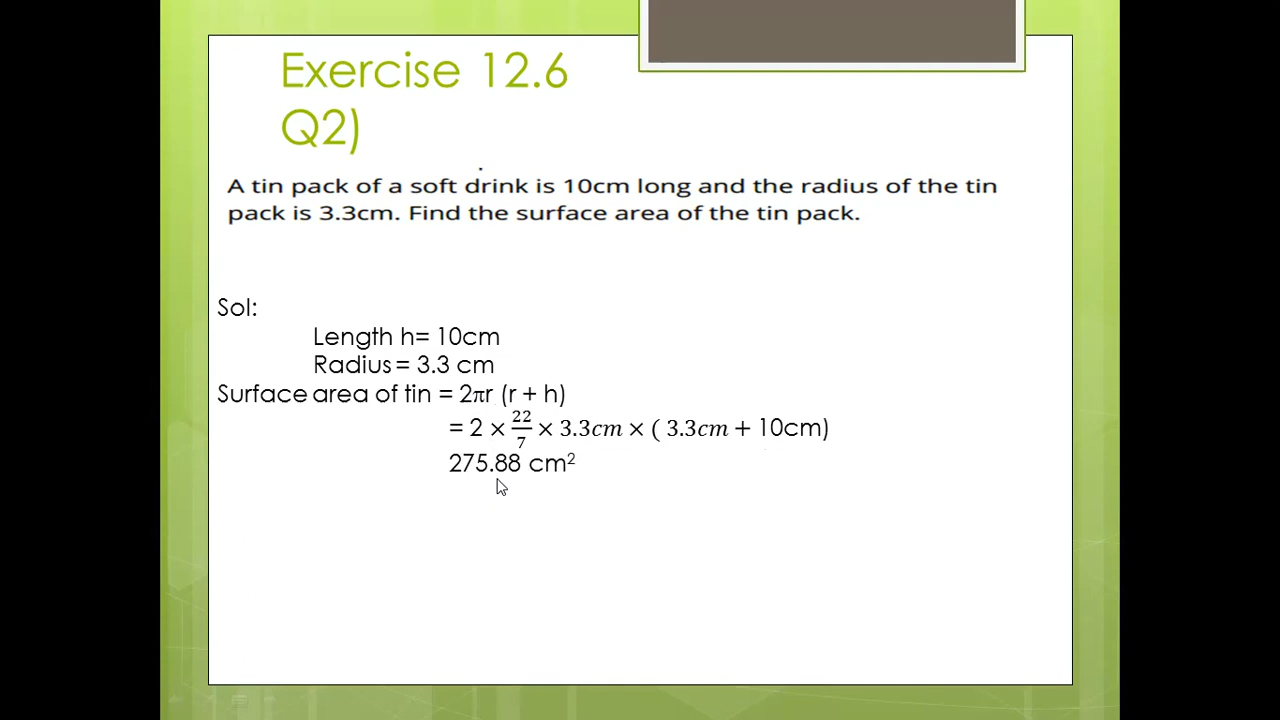 Exercise 12.6
Q2)
A tin pack of a soft drink is 10cm long and the radius of the tin
pack is 3.3cm. Find the surface area of the tin pack.
Sol:
Length h= 10cm
Radius = 3.3 cm
Surface area of tin = 2πr (r + h)
= 2 × 22/7 × 3.3cm × ( 3.3cm + 10cm)
275.88 cm²